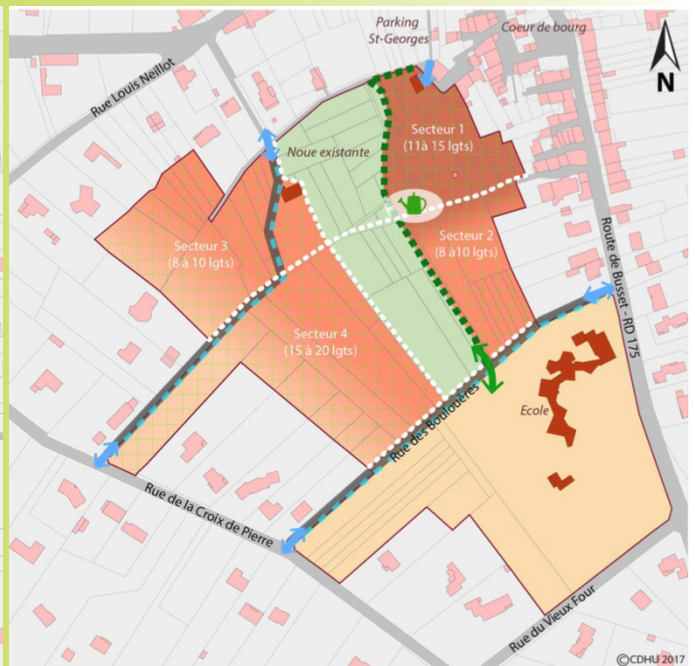 Parking
St-Georges
Coeur de bourg
N
Rue Louis Neillot
Secteur 1
(11à 15 lgts)
Noue existante
Secteur 3
(8 à 10 lgts)
Secteur 2
(8 à10 lgts)
Route de Busset - RD 175
Secteur 4
(15 à 20 lgts)
Ecole
Rue des Boulouères
Rue de la Croix de Pierre
Rue du Vieux Four
©CDHU 2017